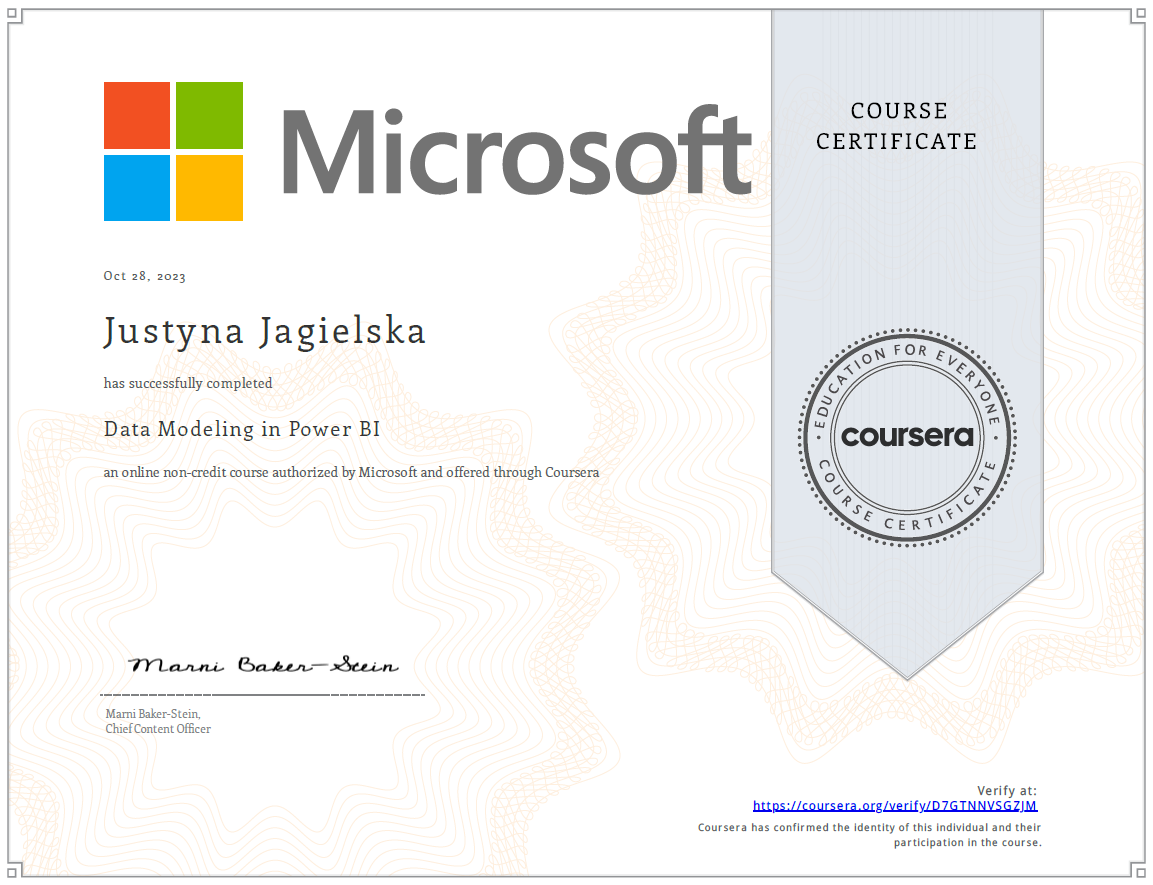 Microsoft
COURSE
CERTIFICATE
Oct 28, 2023
Justyna Jagielska
has successfully completed
Data Modeling in Power BI
an online non-credit course authorized by Microsoft and offered through Coursera
EDUCATION FOR EVERYONE
coursera
COURSE CERTIFICATE
Marni Baker-Stein
Marni Baker-Stein,
Chief Content Officer
Verify at:
https://coursera.org/verify/D7GTNNVSGZJM
Coursera has confirmed the identity of this individual and their
participation in the course.